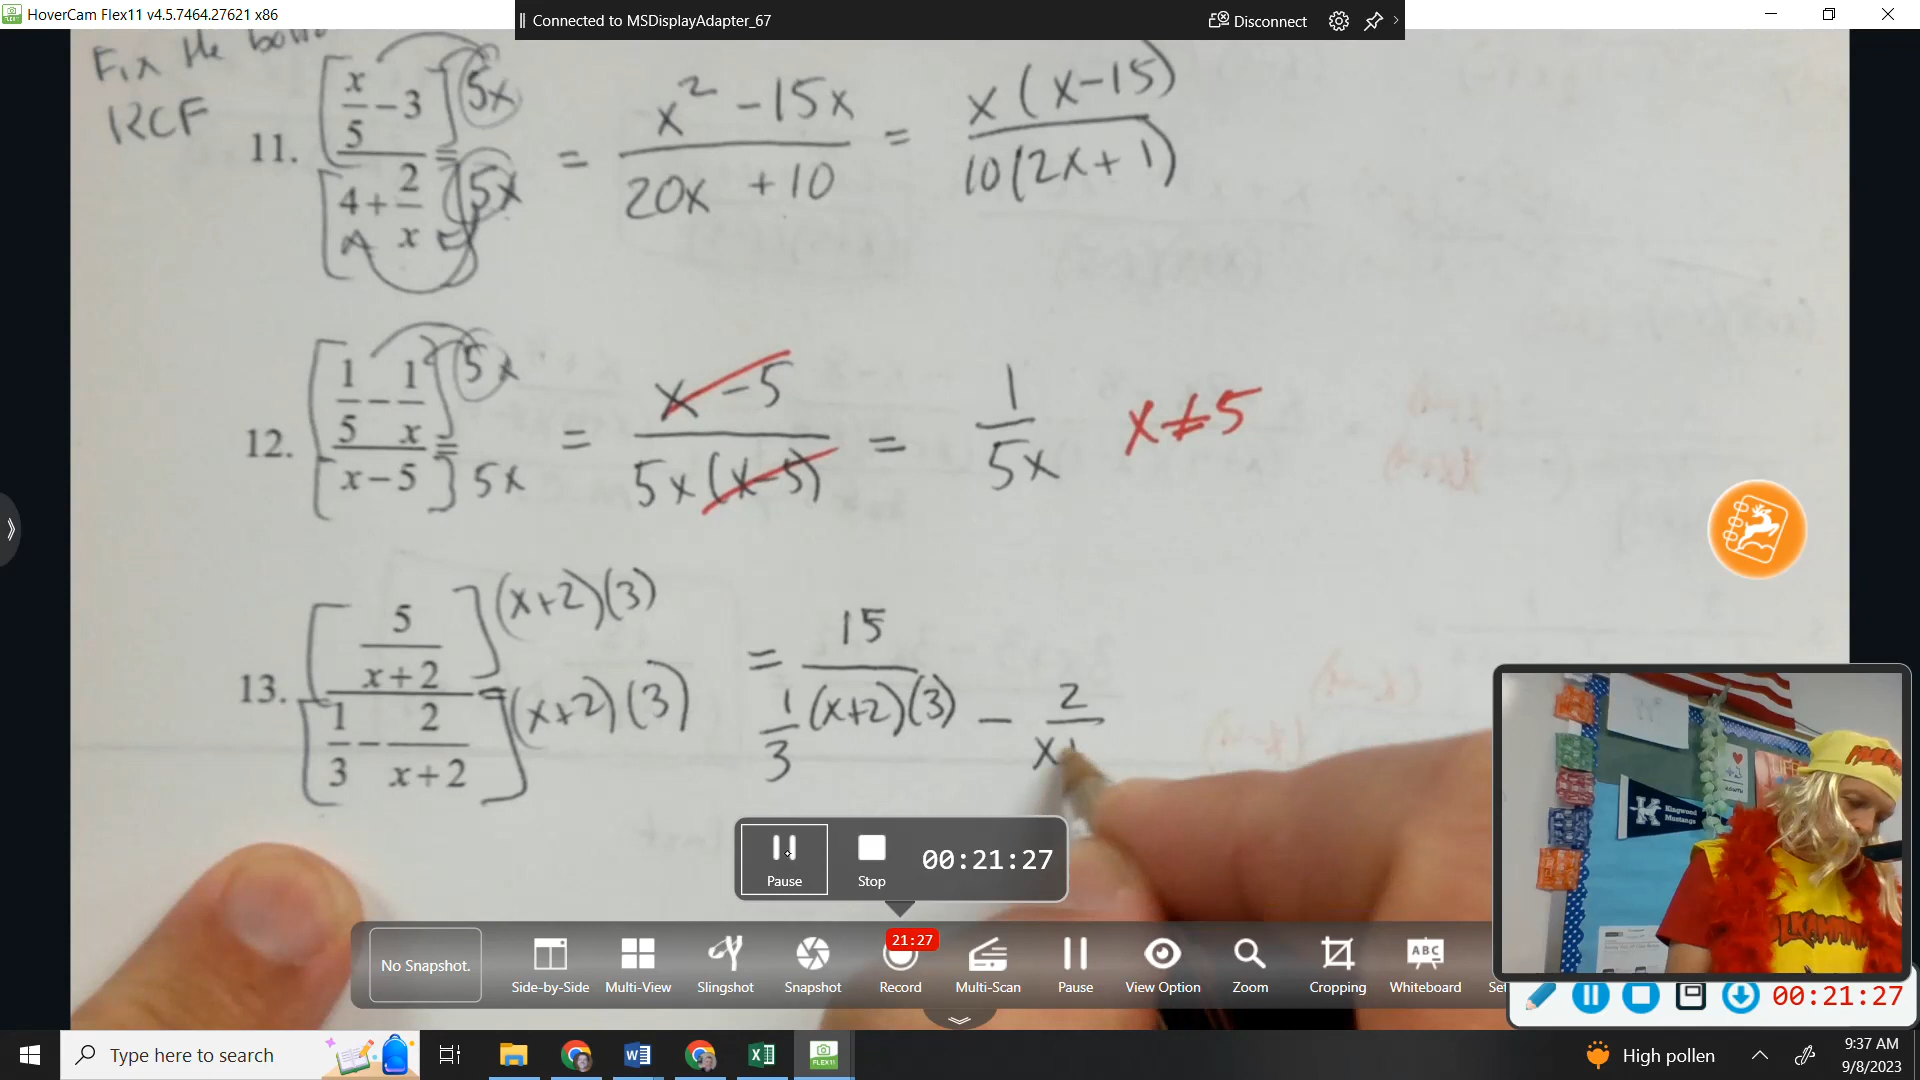 HoverCam Flex11 v4.5.7464.27621 x86
Connected to MSDisplayAdapter_67
Disconnect
Fix the
RCF
11. [x/5 - 3](5x) / [4 + 2/x](5x) = x² - 15x / 20x + 10 = x(x-15) / 10(2x+1)
12. [1/5 - 1/x] 5x / [x-5] 5x = x - 5 / 5x(x-5) = 1/5x x≠5
13. [5/x+2](x+2)(3) / [1/3 - 2/x+2](x+2)(3) = 15 / 1/3 (x+2)(3) - 2/x
Kingwood
Mustangs
Pause
Stop
00:21:27
No Snapshot.
21:27
Side-by-Side
Multi-View
Slingshot
Snapshot
Record
Multi-Scan
Pause
View Option
Zoom
Cropping
ABC
Whiteboard
Set
00:21:27
Type here to search
FLEX11
High pollen
9:37 AM
9/8/2023